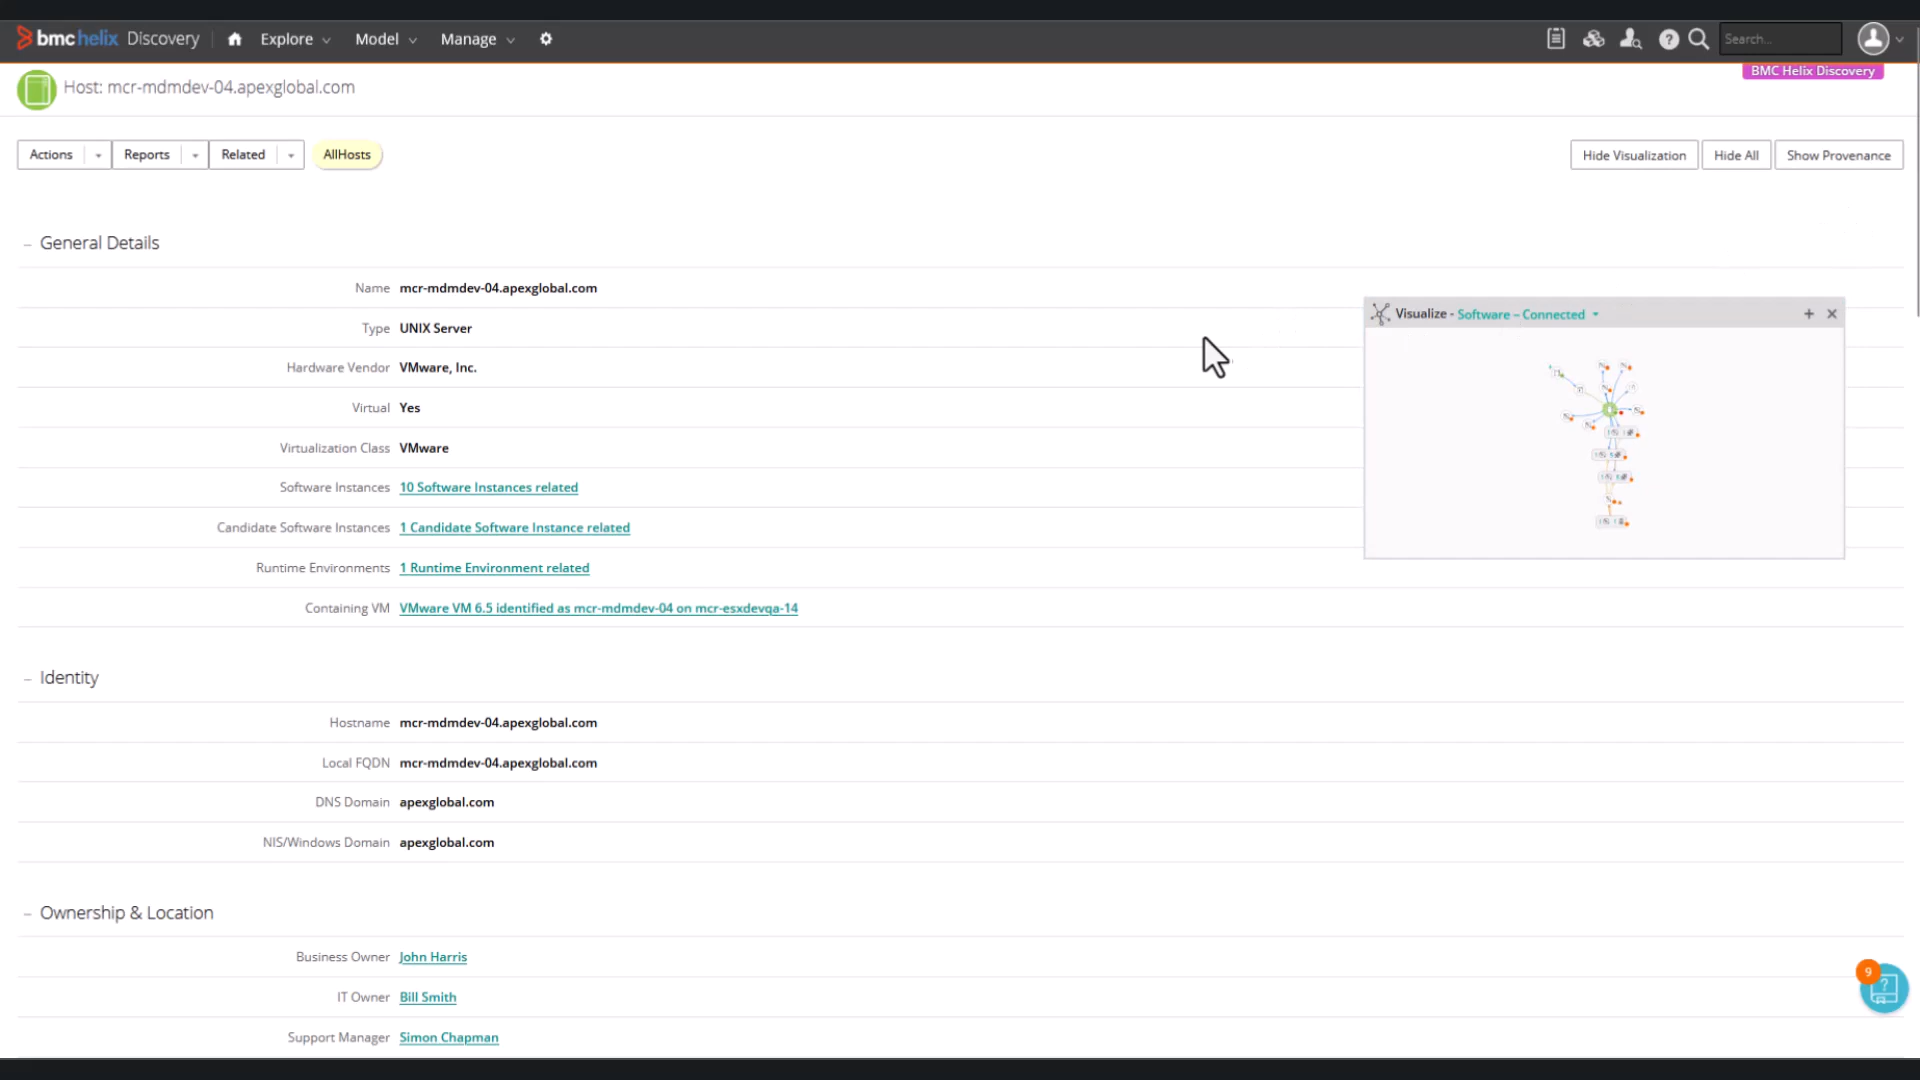 bmchelix Discovery Explore Model Manage Search...
BMC Helix Discovery
Host: mcr-mdmdev-04.apexglobal.com
Actions Reports Related AllHosts Hide Visualization Hide All Show Provenance
– General Details
Name mcr-mdmdev-04.apexglobal.com
Visualize - Software – Connected
Type UNIX Server
Hardware Vendor VMware, Inc.
Virtual Yes
Virtualization Class VMware
Software Instances 10 Software Instances related
Candidate Software Instances 1 Candidate Software Instance related
Runtime Environments 1 Runtime Environment related
Containing VM VMware VM 6.5 identified as mcr-mdmdev-04 on mcr-esxdevqa-14
– Identity
Hostname mcr-mdmdev-04.apexglobal.com
Local FQDN mcr-mdmdev-04.apexglobal.com
DNS Domain apexglobal.com
NIS/Windows Domain apexglobal.com
– Ownership & Location
Business Owner John Harris
9
IT Owner Bill Smith
Support Manager Simon Chapman